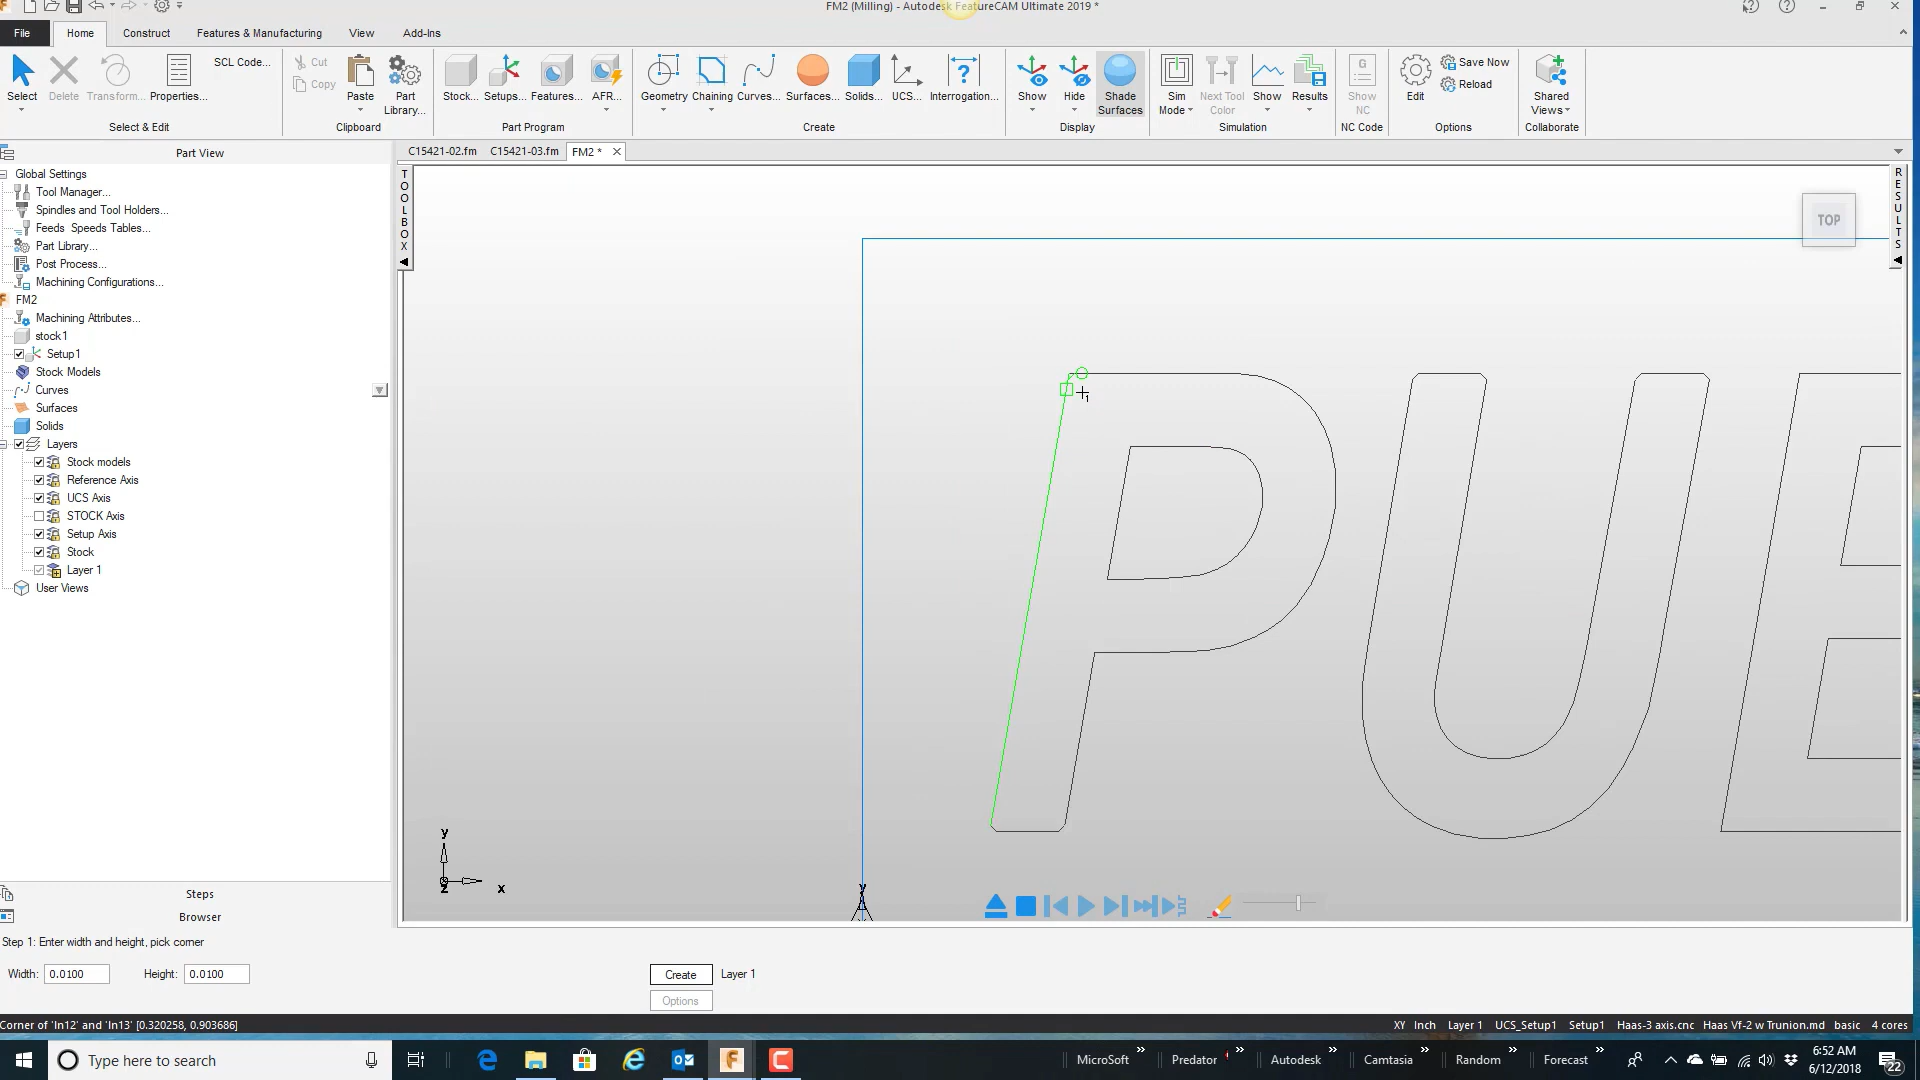 FM2 (Milling) - Autodesk FeatureCAM Ultimate 2019 *
File Home Construct Features & Manufacturing View Add-Ins
Select Delete Transform... Properties... SCL Code...
Select & Edit
Cut
Copy
Paste
Part Library...
Clipboard
Stock... Setups... Features... AFR...
Part Program
Geometry Chaining Curves... Surfaces... Solids... UCS... Interrogation...
Create
Show Hide Shade Surfaces
Display
Sim Mode Next Tool Color Show Results
Simulation
Show NC
NC Code
Edit Save Now
Reload
Options
Shared Views
Collaborate
Part View
C15421-02.fm C15421-03.fm FM2 *
Global Settings
Tool Manager...
Spindles and Tool Holders...
Feeds Speeds Tables...
Part Library...
Post Process...
Machining Configurations...
FM2
Machining Attributes...
stock1
Setup1
Stock Models
Curves
Surfaces
Solids
Layers
Stock models
Reference Axis
UCS Axis
STOCK Axis
Setup Axis
Stock
Layer 1
User Views
TOOLBOX
RESULTS
TOP
PUE
1
y
x
z
y
Steps
Browser
Step 1: Enter width and height, pick corner
Width: 0.0100 Height: 0.0100 Create Layer 1
Options
Corner of 'ln12' and 'ln13' [0.320258, 0.903686] XY Inch Layer 1 UCS_Setup1 Setup1 Haas-3 axis.cnc Haas Vf-2 w Trunion.md basic 4 cores
Type here to search MicroSoft Predator Autodesk Camtasia Random Forecast
6:52 AM
6/12/2018
22